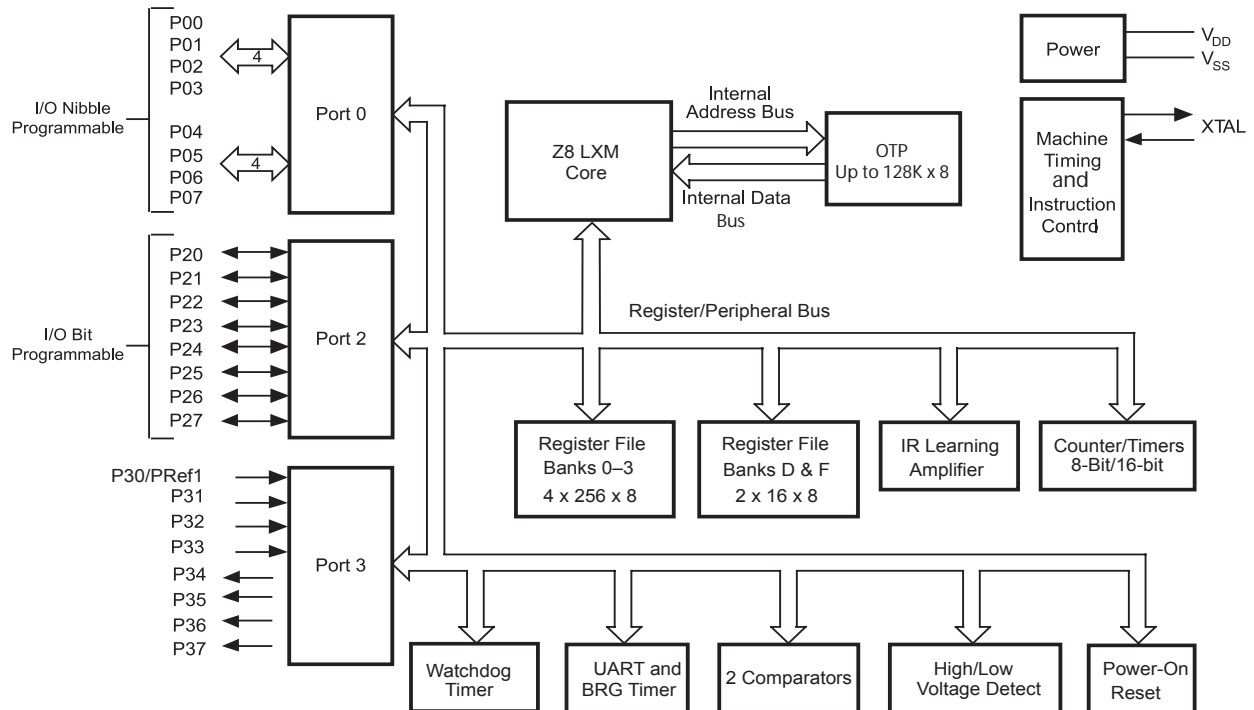 P00
P01
P02
P03
4
I/O Nibble
Programmable
P04
P05
P06
P07
4
Port 0
I/O Bit
Programmable
P20
P21
P22
P23
P24
P25
P26
P27
Port 2
P30/PRef1
P31
P32
P33
P34
P35
P36
P37
Port 3
Z8 LXM
Core
Internal
Address Bus
Internal Data
Bus
OTP
Up to 128K x 8
Power
VDD
VSS
Machine
Timing
and
Instruction
Control
XTAL
Register/Peripheral Bus
Register File
Banks 0–3
4 x 256 x 8
Register File
Banks D & F
2 x 16 x 8
IR Learning
Amplifier
Counter/Timers
8-Bit/16-bit
Watchdog
Timer
UART and
BRG Timer
2 Comparators
High/Low
Voltage Detect
Power-On
Reset